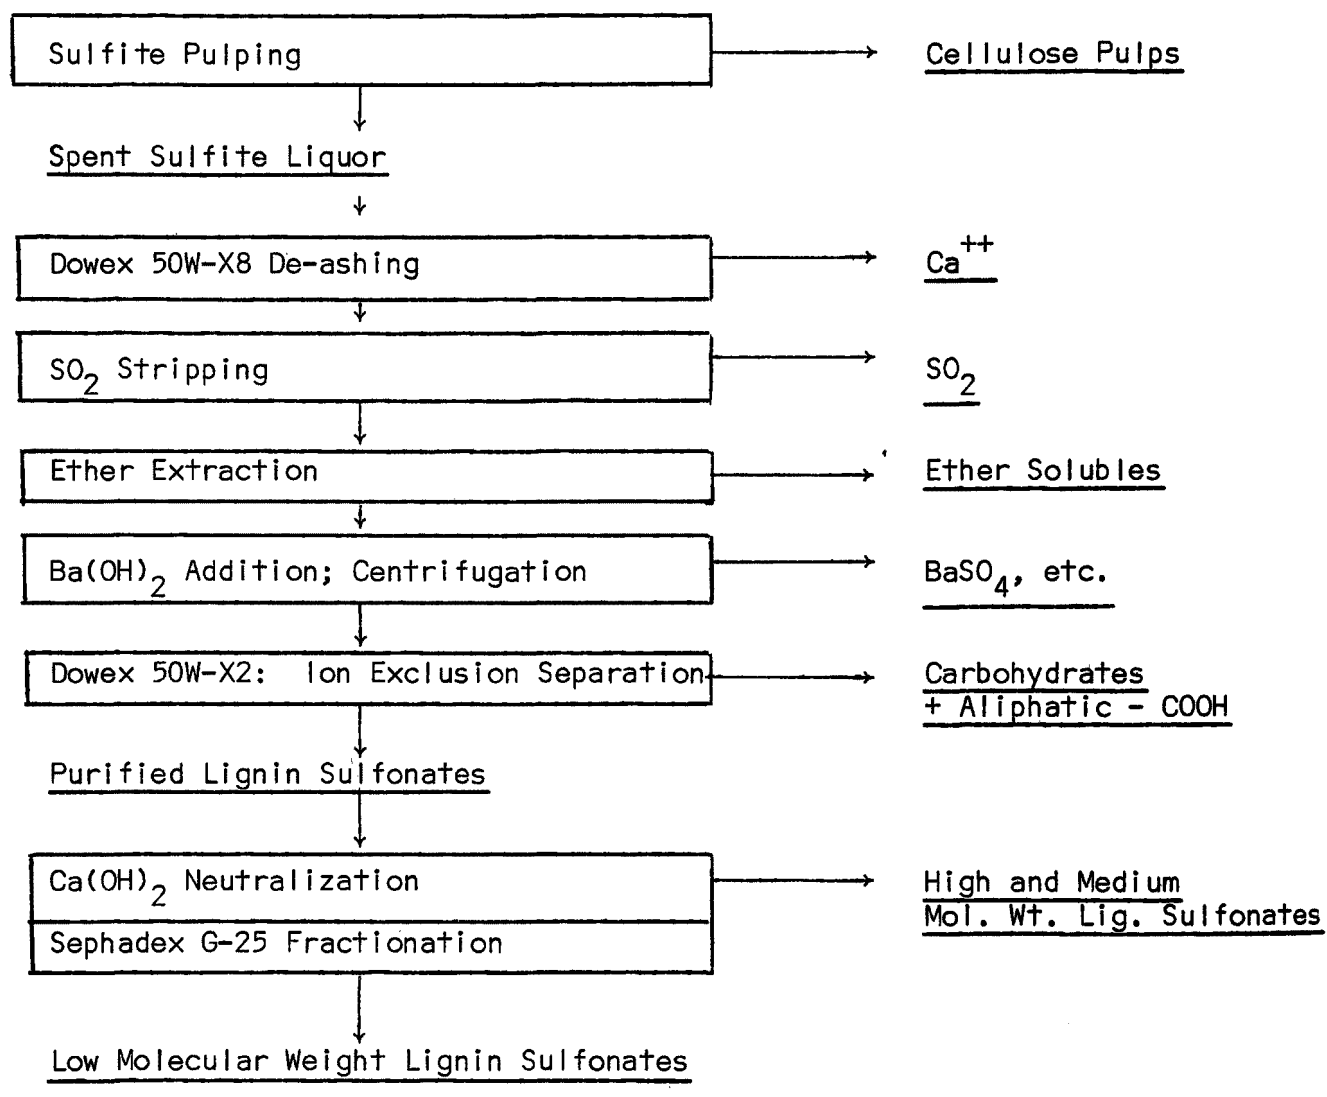 Sulfite Pulping
Cellulose Pulps
Spent Sulfite Liquor
Dowex 50W-X8 De-ashing
Ca++
SO2 Stripping
SO2
Ether Extraction
Ether Solubles
Ba(OH)2 Addition; Centrifugation
BaSO4, etc.
Dowex 50W-X2: Ion Exclusion Separation
Carbohydrates
+ Aliphatic - COOH
Purified Lignin Sulfonates
Ca(OH)2 Neutralization
High and Medium
Mol. Wt. Lig. Sulfonates
Sephadex G-25 Fractionation
Low Molecular Weight Lignin Sulfonates